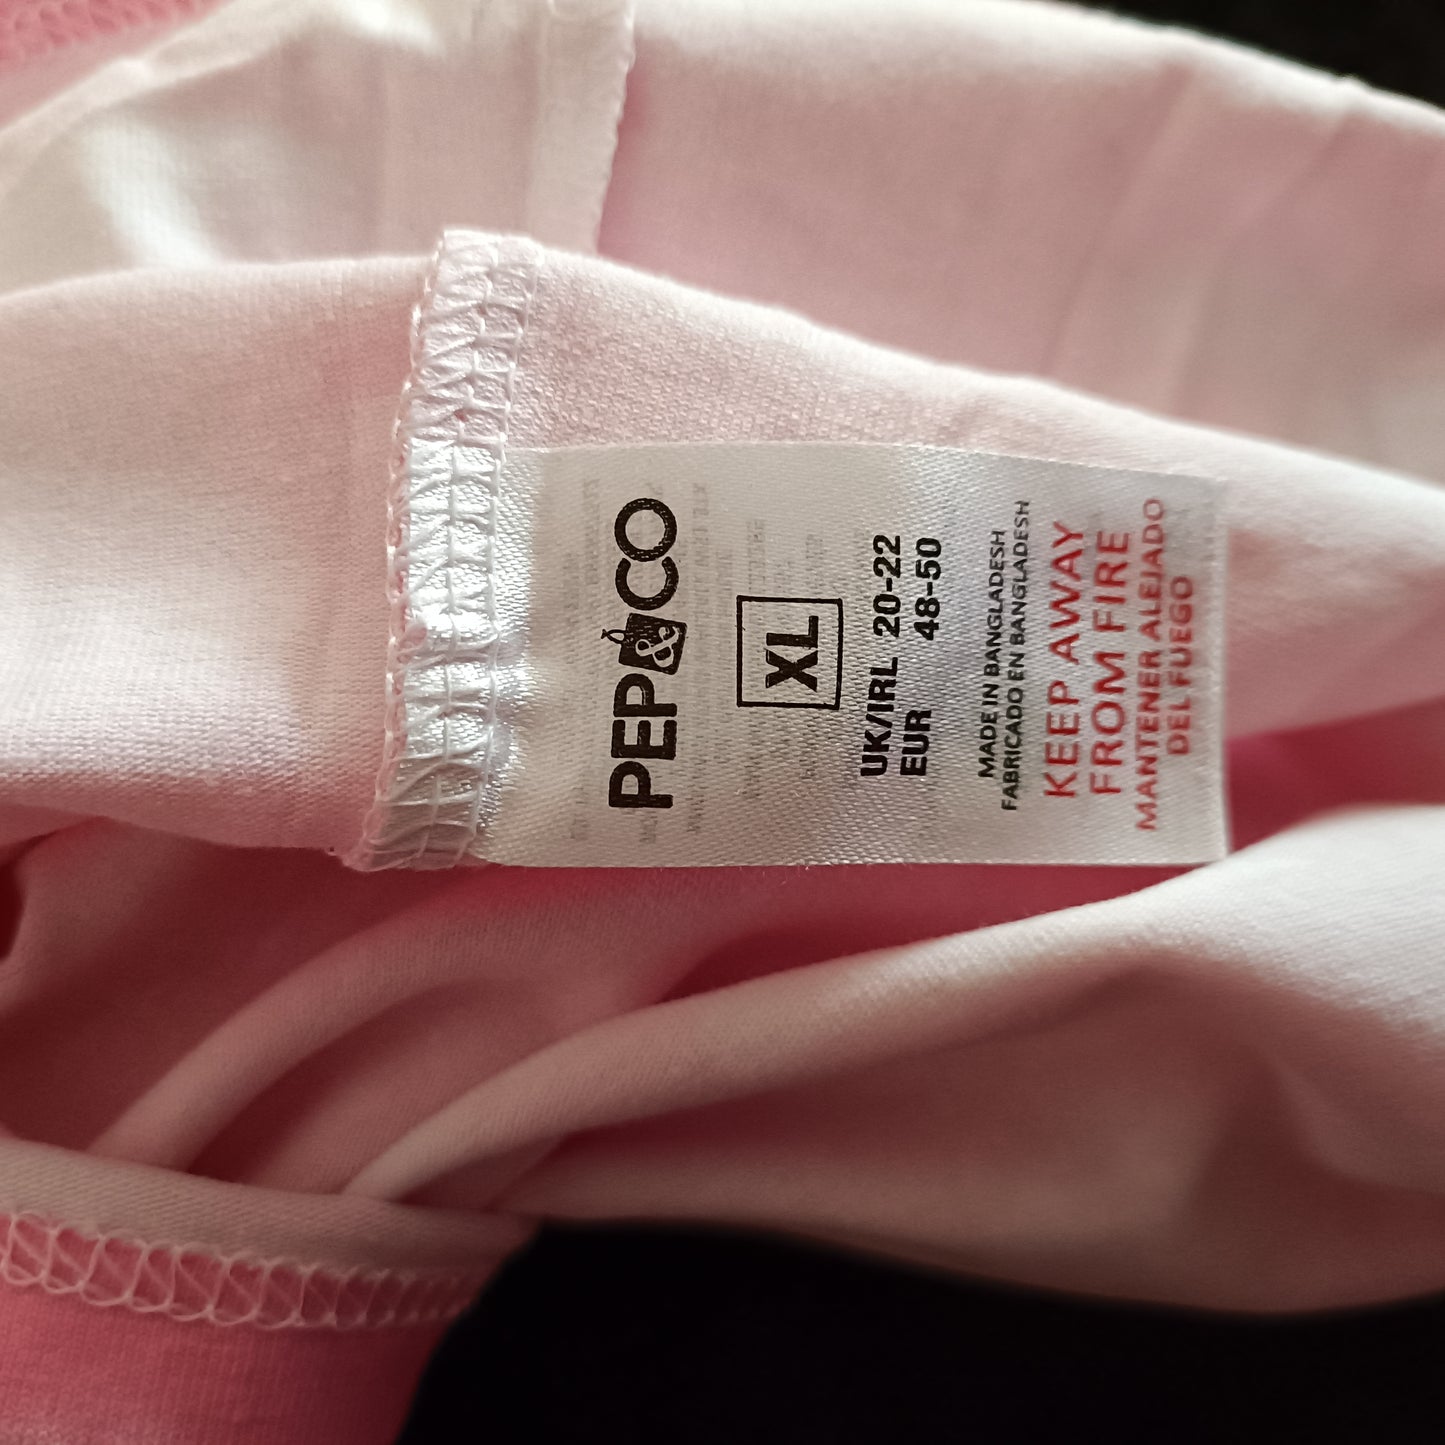 PEP&CO
XL
UK/IRL 20-22
EUR 48-50
MADE IN BANGLADESH
FABRICADO EN BANGLADESH
KEEP AWAY
FROM FIRE
MANTENER ALEJADO
DEL FUEGO